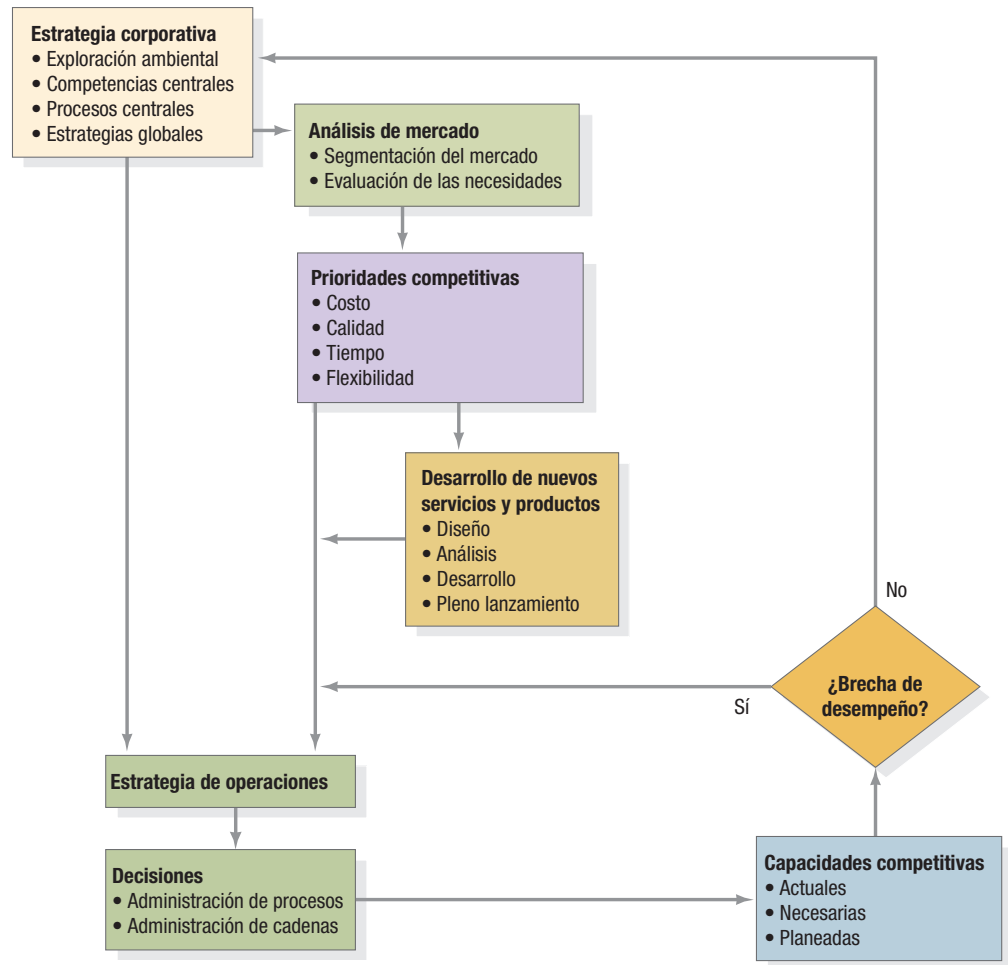 Estrategia corporativa
• Exploración ambiental
• Competencias centrales
• Procesos centrales
• Estrategias globales
Análisis de mercado
• Segmentación del mercado
• Evaluación de las necesidades
Prioridades competitivas
• Costo
• Calidad
• Tiempo
• Flexibilidad
Desarrollo de nuevos
servicios y productos
• Diseño
• Análisis
• Desarrollo
• Pleno lanzamiento
No
¿Brecha de
desempeño?
Sí
Estrategia de operaciones
Decisiones
• Administración de procesos
• Administración de cadenas
Capacidades competitivas
• Actuales
• Necesarias
• Planeadas